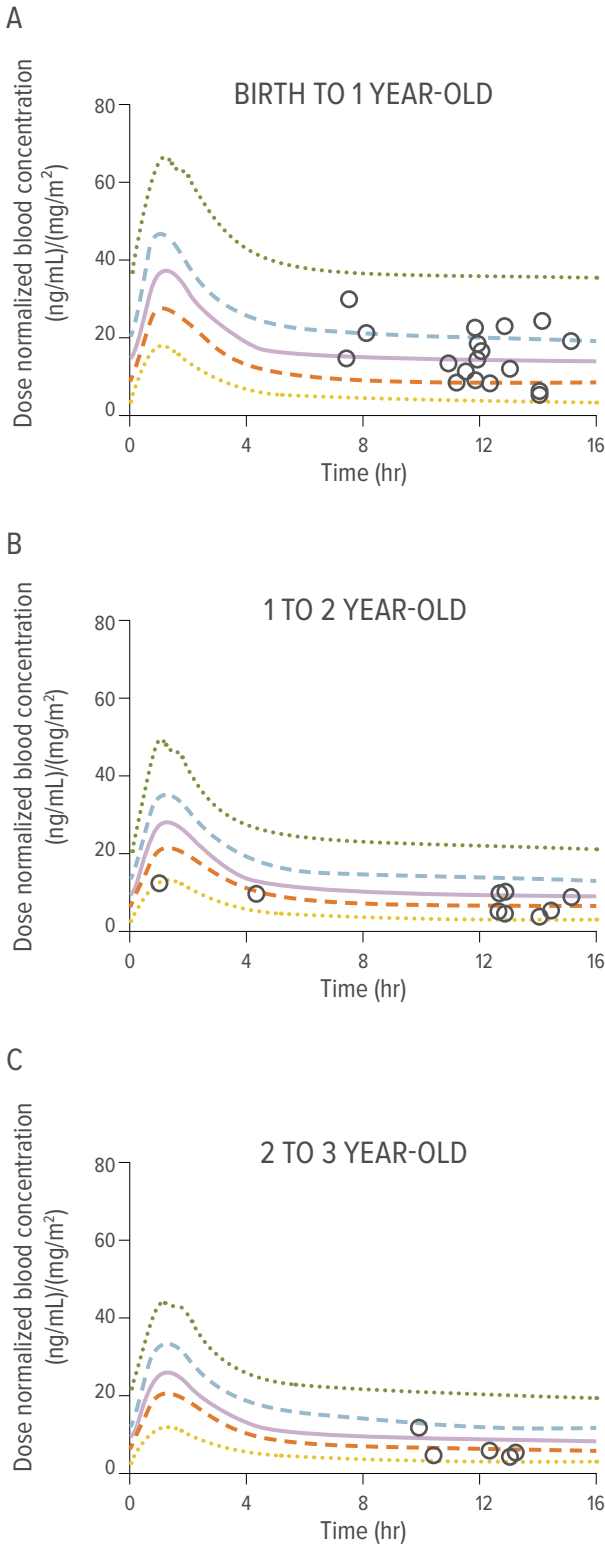 A
BIRTH TO 1 YEAR-OLD
Dose normalized blood concentration
(ng/mL)/(mg/m²)
80
60
40
20
0
0 4 8 12 16
Time (hr)
B
1 TO 2 YEAR-OLD
Dose normalized blood concentration
(ng/mL)/(mg/m²)
80
60
40
20
0
0 4 8 12 16
Time (hr)
C
2 TO 3 YEAR-OLD
Dose normalized blood concentration
(ng/mL)/(mg/m²)
80
60
40
20
0
0 4 8 12 16
Time (hr)